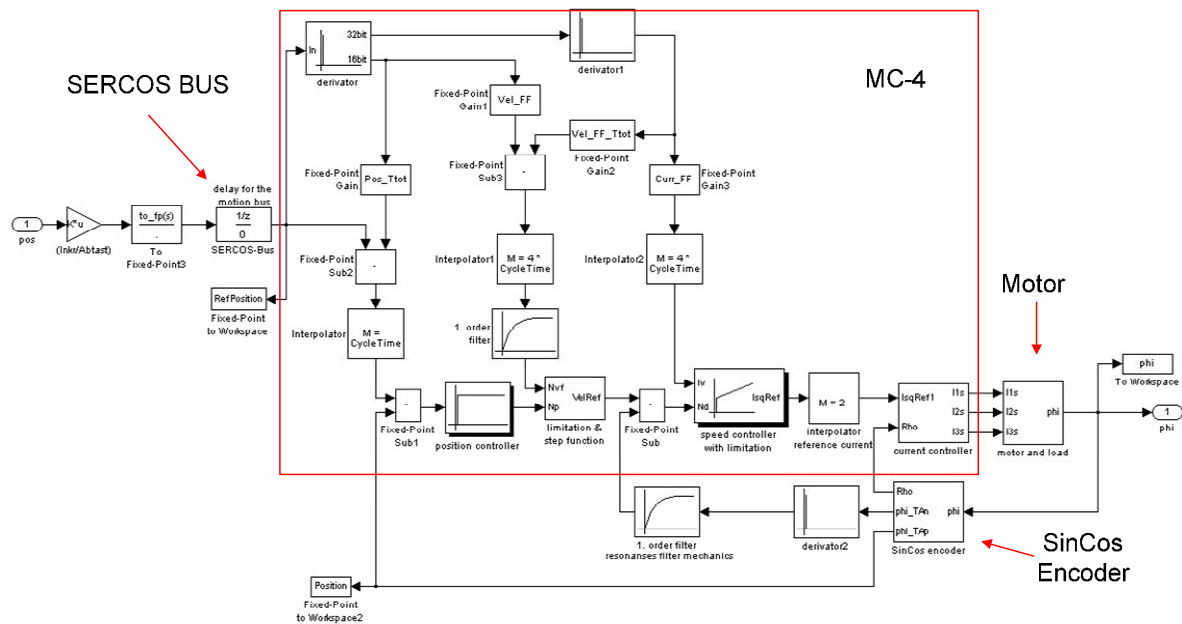 SERCOS BUS
MC-4
Motor
SinCos
Encoder
In
32bit
16bit
derivator
derivator1
Fixed-Point
Gain1
Vel_FF
Vel_FF_Ttot
Fixed-Point
Gain2
Fixed-Point
Gain
Pos_Ttot
Fixed-Point
Sub3
-
Curr_FF
Fixed-Point
Gain3
delay for the
motion bus
1
pos
K*u
(Inkr/Abtast)
to_fp(s)
.
To
Fixed-Point3
1/z
0
SERCOS-Bus
Fixed-Point
Sub2
-
Interpolator1
M = 4 *
CycleTime
Interpolator2
M = 4 *
CycleTime
RefPosition
Fixed-Point
to Workspace
Interpolator
M =
CycleTime
1. order
filter
-
Fixed-Point
Sub1
position controller
Nvf
Np
VelRef
limitation &
step function
-
Fixed-Point
Sub
Iv
Nd
IsqRef
speed controller
with limitation
M = 2
interpolator
reference current
IsqRef1
Rho
I1s
I2s
I3s
current controller
I1s
I2s
I3s
phi
motor and load
phi
To Workspace
1
phi
1. order filter
resonanses filter mechanics
derivator2
Rho
phi_TAn
phi_TAp
phi
SinCos encoder
Position
Fixed-Point
to Workspace2